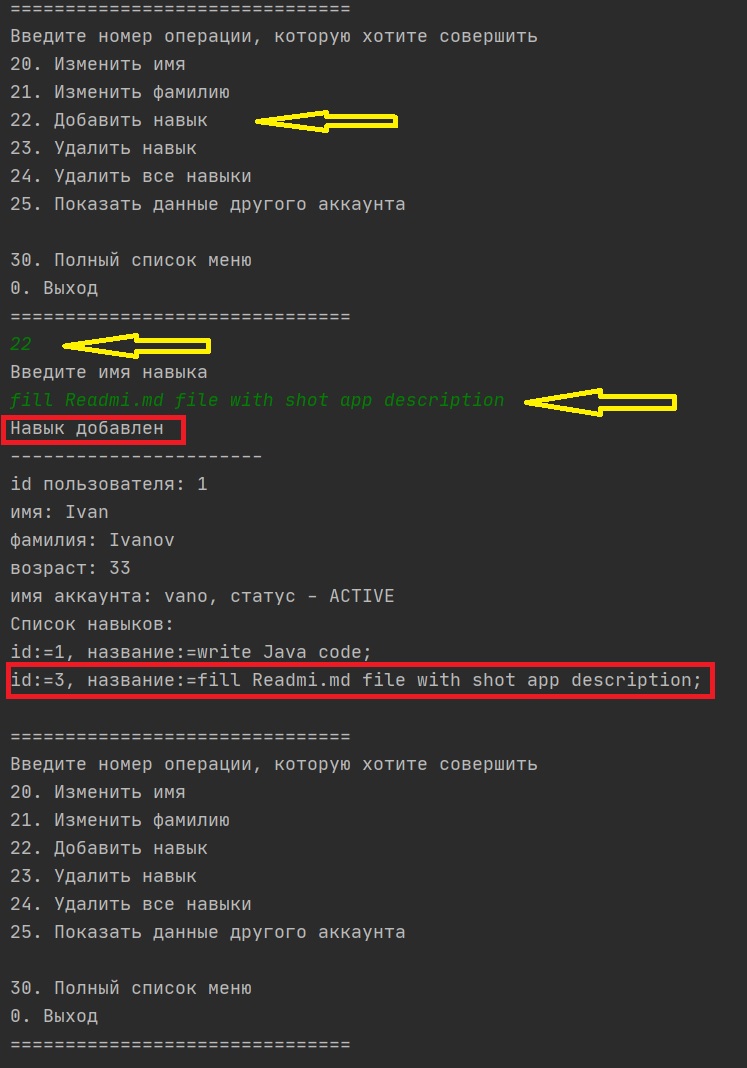 ===============================
Введите номер операции, которую хотите совершить
20. Изменить имя
21. Изменить фамилию
22. Добавить навык
23. Удалить навык
24. Удалить все навыки
25. Показать данные другого аккаунта
30. Полный список меню
0. Выход
===============================
22
Введите имя навыка
fill Readmi.md file with shot app description
Навык добавлен
-----------------------
id пользователя: 1
имя: Ivan
фамилия: Ivanov
возраст: 33
имя аккаунта: vano, статус - ACTIVE
Список навыков:
id:=1, название:=write Java code;
id:=3, название:=fill Readmi.md file with shot app description;
===============================
Введите номер операции, которую хотите совершить
20. Изменить имя
21. Изменить фамилию
22. Добавить навык
23. Удалить навык
24. Удалить все навыки
25. Показать данные другого аккаунта
30. Полный список меню
0. Выход
===============================